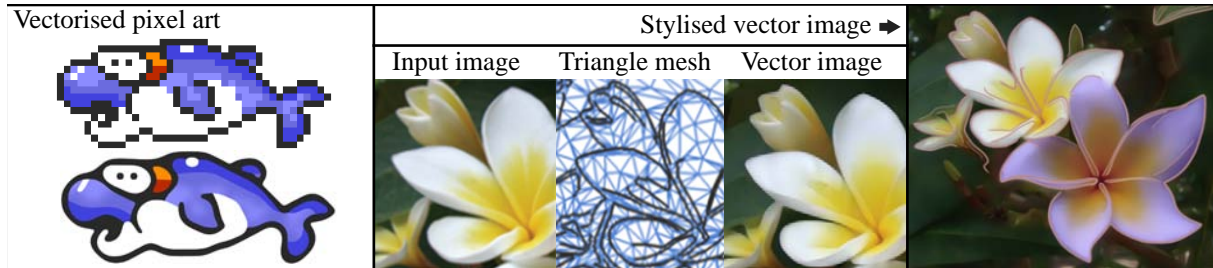 Vectorised pixel art
Stylised vector image ➨
Input image
Triangle mesh
Vector image